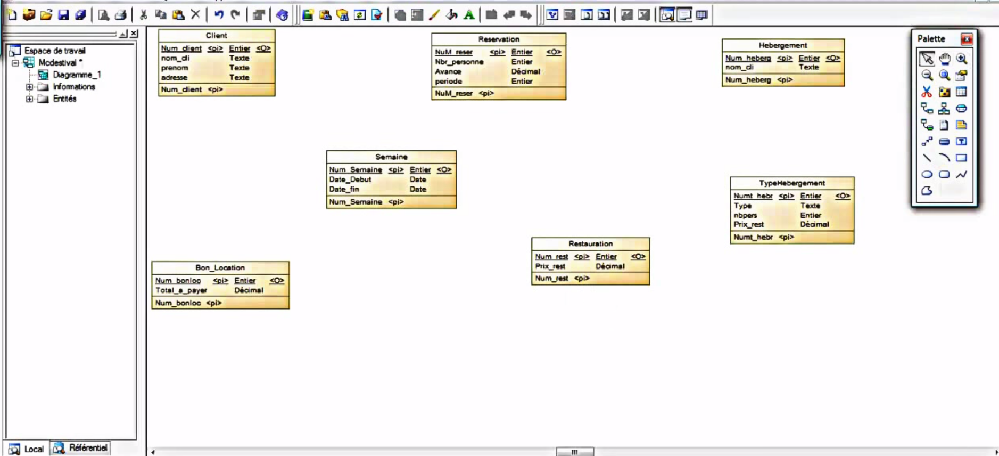 Espace de travail
Mcdestival *
Diagramme_1
Informations
Entités
Local
Référentiel
Client
Num_client <pi> Entier <O>
nom_cli Texte
prenom Texte
adresse Texte
Num_client <pi>
Reservation
NuM_reser <pi> Entier <O>
Nbr_personne Entier
Avance Décimal
periode Entier
NuM_reser <pi>
Hebergement
Num_heberg <pi> Entier <O>
nom_cli Texte
Num_heberg <pi>
Palette
Semaine
Num_Semaine <pi> Entier <O>
Date_Debut Date
Date_fin Date
Num_Semaine <pi>
TypeHebergement
Numt_hebr <pi> Entier <O>
Type Texte
nbpers Entier
Prix_rest Décimal
Numt_hebr <pi>
Restauration
Num_rest <pi> Entier <O>
Prix_rest Décimal
Num_rest <pi>
Bon_Location
Num_bonloc <pi> Entier <O>
Total_a_payer Décimal
Num_bonloc <pi>